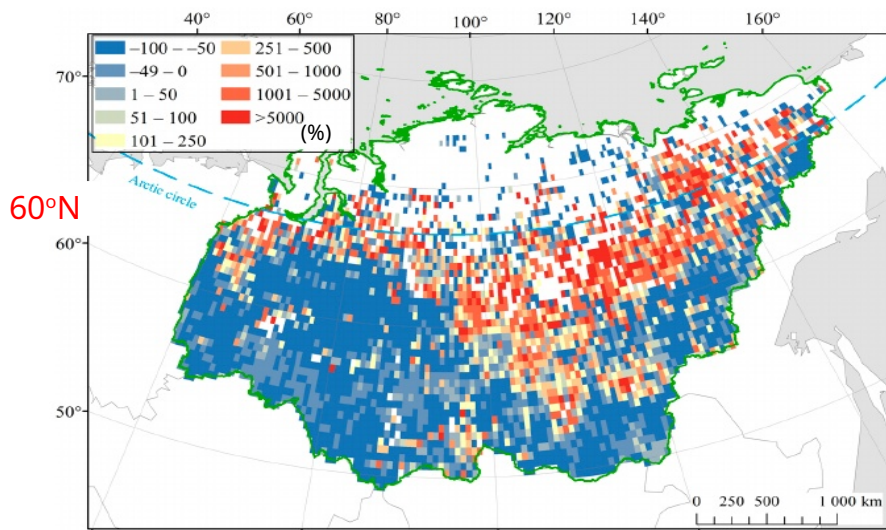 40° 60° 80° 100° 120° 140° 160°
−100 – –50 251 – 500
−49 – 0 501 – 1000
1 – 50 1001 – 5000
51 – 100 >5000
101 – 250 (%)
70°
Arctic circle
60°N
60°
50°
0 250 500 1 000 km